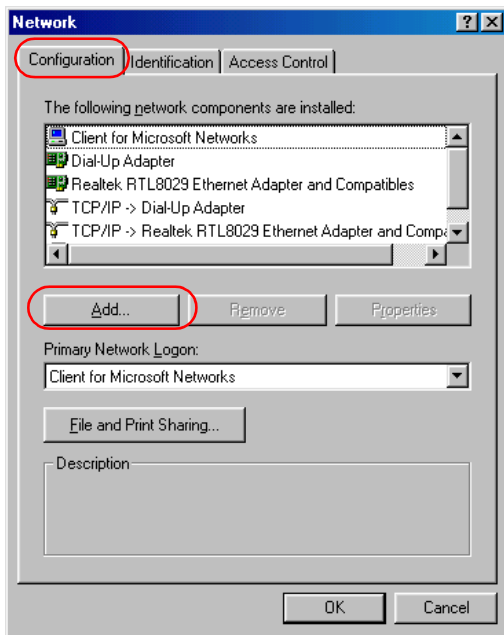 Network
Configuration Identification Access Control
The following network components are installed:
Client for Microsoft Networks
Dial-Up Adapter
Realtek RTL8029 Ethernet Adapter and Compatibles
TCP/IP -> Dial-Up Adapter
TCP/IP -> Realtek RTL8029 Ethernet Adapter and Compa
Add... Remove Properties
Primary Network Logon:
Client for Microsoft Networks
File and Print Sharing...
Description
OK Cancel